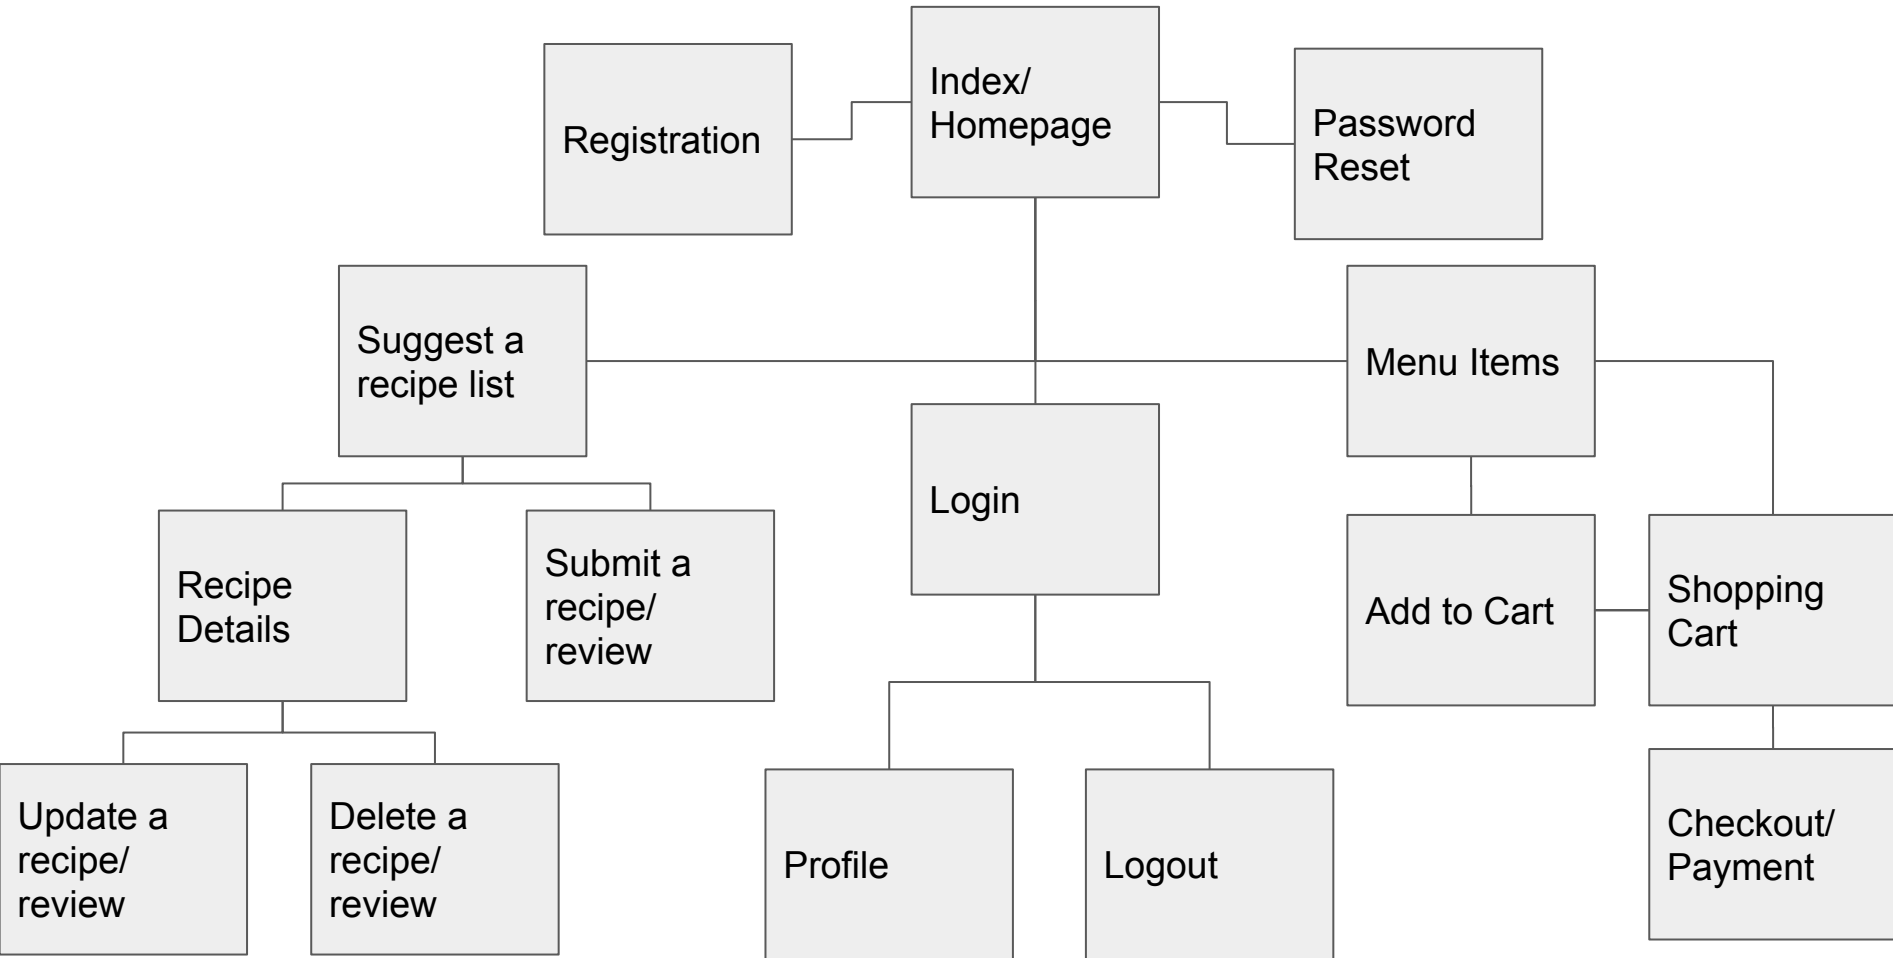 Index/
Homepage
Registration
Password
Reset
Suggest a
recipe list
Menu Items
Login
Recipe
Details
Submit a
recipe/
review
Add to Cart
Shopping
Cart
Update a
recipe/
review
Delete a
recipe/
review
Profile
Logout
Checkout/
Payment